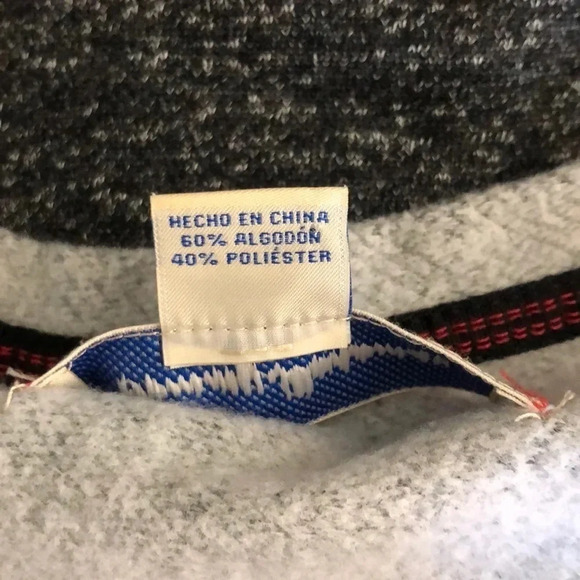 HECHO EN CHINA
60% ALGODÓN
40% POLIÉSTER